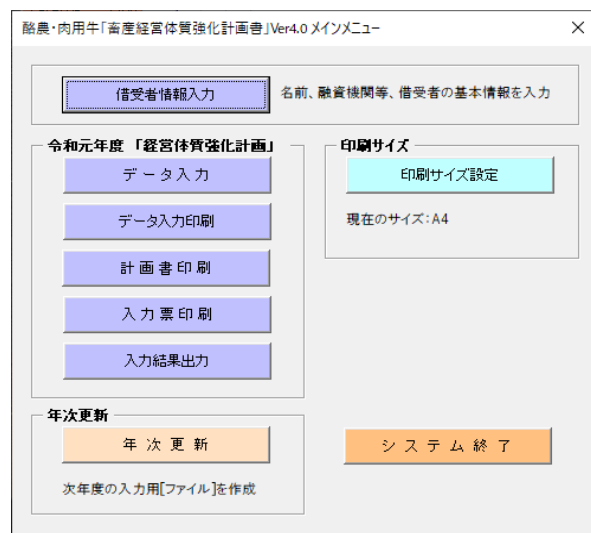 酪農・肉用牛「畜産経営体質強化計画書」Ver4.0 メインメニュー
借受者情報入力
名前、融資機関等、借受者の基本情報を入力
令和元年度 「経営体質強化計画」
データ入力
データ入力印刷
計画書印刷
入力票印刷
入力結果出力
印刷サイズ
印刷サイズ設定
現在のサイズ:A4
年次更新
年次更新
次年度の入力用[ファイル]を作成
システム終了